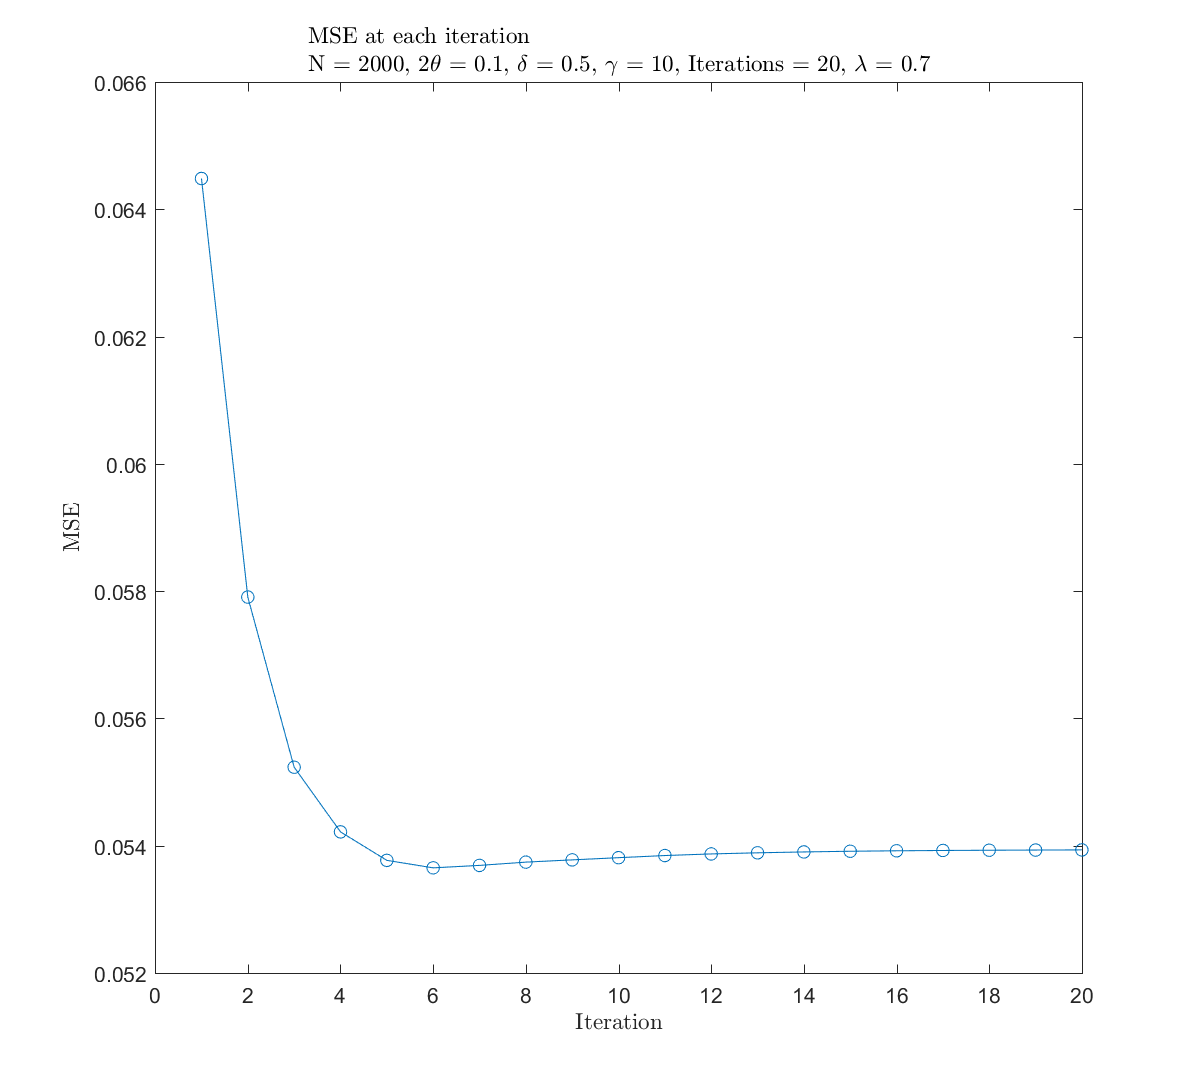 MSE at each iteration
N = 2000, 2θ = 0.1, δ = 0.5, γ = 10, Iterations = 20, λ = 0.7
0.066
0.064
0.062
0.06
0.058
0.056
0.054
0.052
MSE
0 2 4 6 8 10 12 14 16 18 20
Iteration